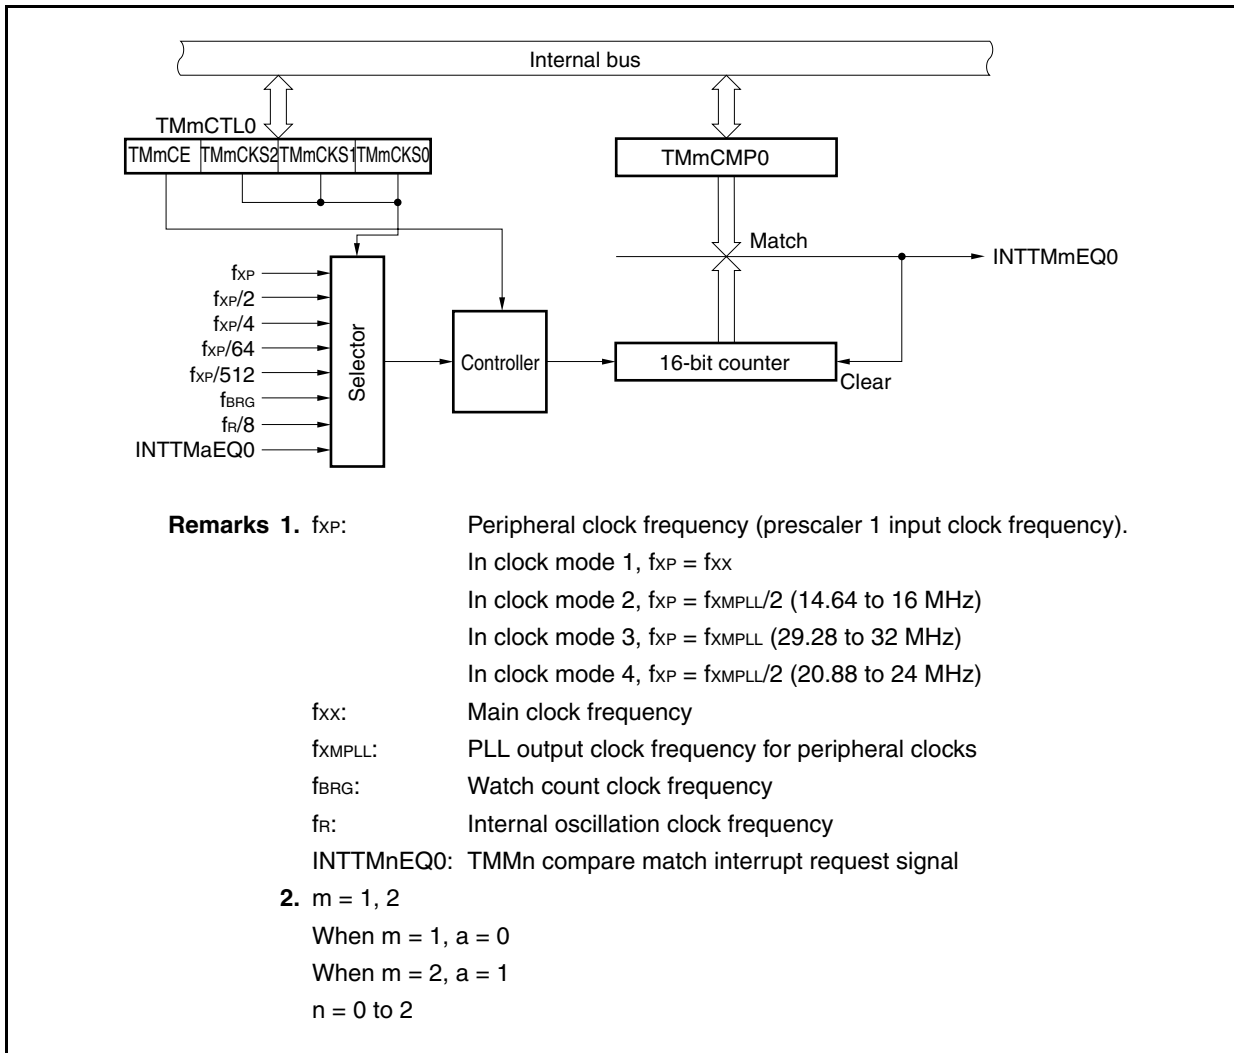 Internal bus
TMmCTL0
TMmCE TMmCKS2 TMmCKS1 TMmCKS0
TMmCMP0
Match
INTTMmEQ0
fXP
fXP/2
fXP/4
fXP/64
fXP/512
fBRG
fR/8
INTTMaEQ0
Selector
Controller
16-bit counter
Clear
Remarks 1. fXP: Peripheral clock frequency (prescaler 1 input clock frequency).
In clock mode 1, fXP = fXX
In clock mode 2, fXP = fXMPLL/2 (14.64 to 16 MHz)
In clock mode 3, fXP = fXMPLL (29.28 to 32 MHz)
In clock mode 4, fXP = fXMPLL/2 (20.88 to 24 MHz)
fXX: Main clock frequency
fXMPLL: PLL output clock frequency for peripheral clocks
fBRG: Watch count clock frequency
fR: Internal oscillation clock frequency
INTTMnEQ0: TMMn compare match interrupt request signal
2. m = 1, 2
When m = 1, a = 0
When m = 2, a = 1
n = 0 to 2